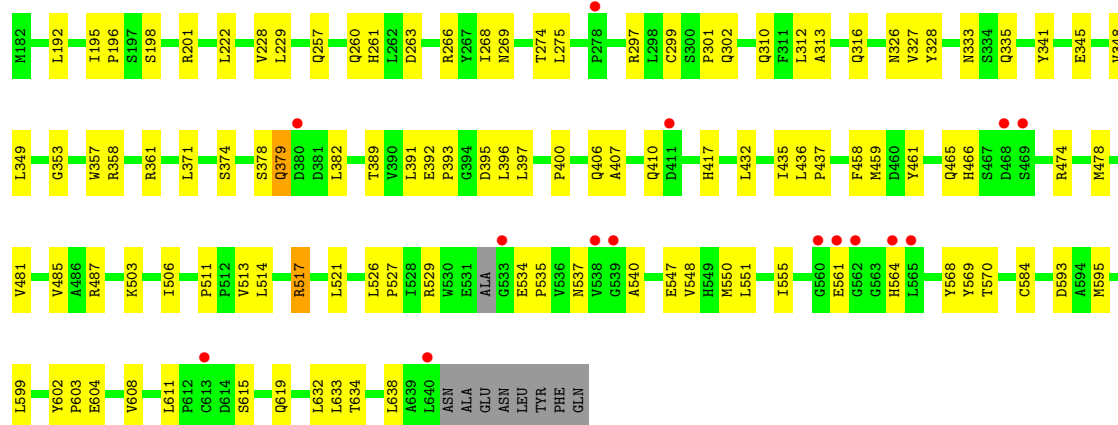 M182 L192 I195 P196 S197 S198 R201 L222 V228 L229 Q257 Q260 H261 L262 D263 R266 Y267 I268 N269 T274 L275 P278 R297 L298 C299 S300 P301 Q302 Q310 F311 L312 A313 Q316 N326 V327 Y328 N333 S334 Q335 Y341 E345 V348
L349 G353 W357 R358 R361 L371 S374 S378 Q379 D380 D381 L382 T389 V390 L391 E392 P393 G394 D395 L396 L397 P400 Q406 A407 Q410 D411 H417 L432 I435 L436 P437 F458 M459 D460 Y461 Q465 H466 S467 D468 S469 R474 M478
V481 V485 A486 R487 K503 I506 P511 P512 V513 L514 R517 L521 L526 P527 I528 R529 W530 E531 ALA G533 E534 P535 V536 N537 V538 G539 A540 E547 V548 H549 M550 L551 I555 G560 E561 G562 G563 H564 L565 Y568 Y569 T570 C584 D593 A594 M595
L599 Y602 P603 E604 V608 L611 P612 C613 D614 S615 Q619 L632 L633 T634 L638 A639 L640 ASN ALA GLU ASN LEU TYR PHE GLN